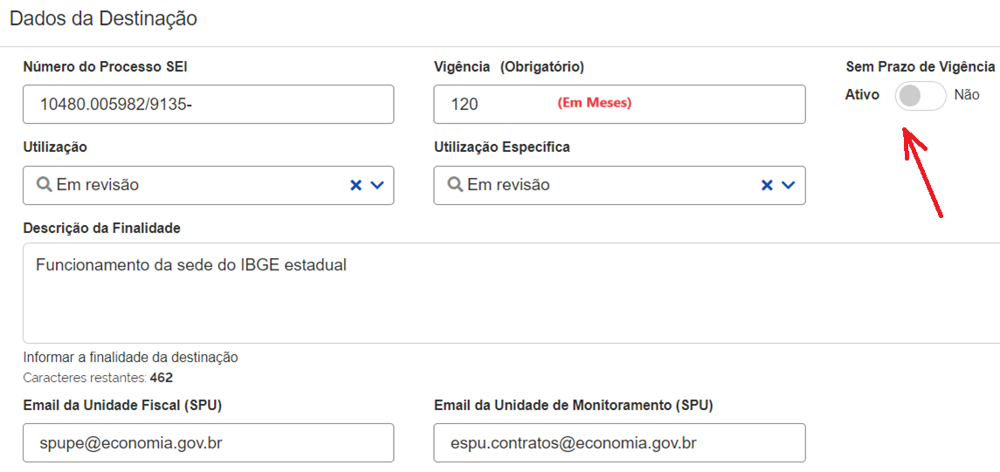 Dados da Destinação
Número do Processo SEI
Vigência (Obrigatório)
Sem Prazo de Vigência
10480.005982/9135-
120 (Em Meses)
Ativo Não
Utilização
Utilização Específica
Em revisão
Em revisão
Descrição da Finalidade
Funcionamento da sede do IBGE estadual
Informar a finalidade da destinação
Caracteres restantes: 462
Email da Unidade Fiscal (SPU)
Email da Unidade de Monitoramento (SPU)
spupe@economia.gov.br
espu.contratos@economia.gov.br